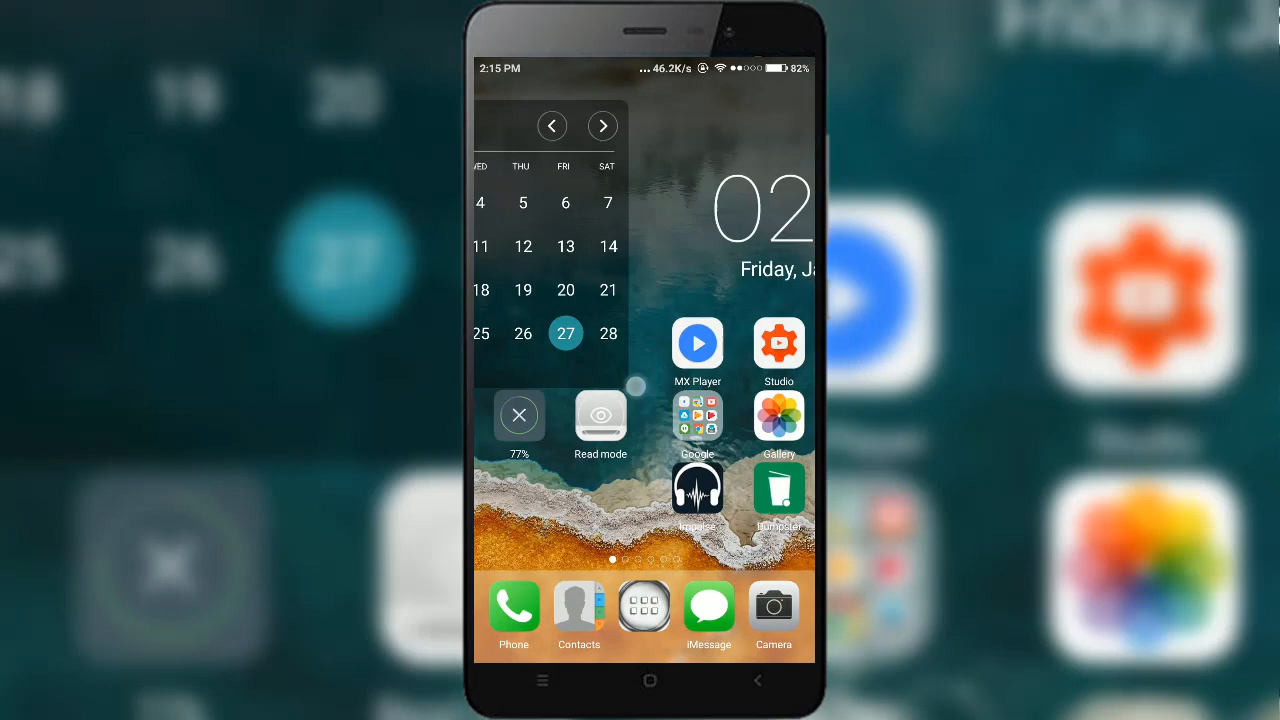 2:15 PM ... 46.2K/s 82%
THU FRI SAT
02
4 5 6 7
Friday,
11 12 13 14
18 19 20 21
25 26 27 28
MX Player Studio
77% Read mode Google Gallery
Impulse Dumpster
Phone Contacts iMessage Camera